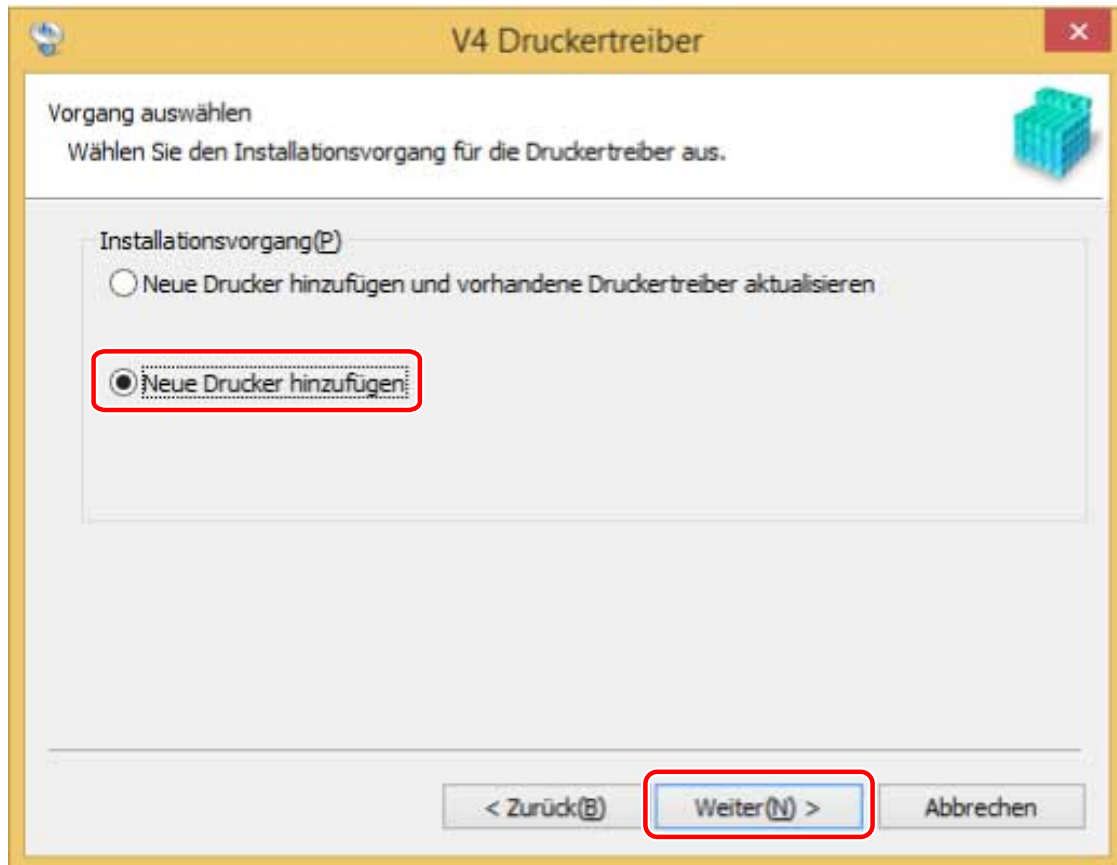 V4 Druckertreiber
Vorgang auswählen
Wählen Sie den Installationsvorgang für die Druckertreiber aus.
Installationsvorgang(P)
Neue Drucker hinzufügen und vorhandene Druckertreiber aktualisieren
Neue Drucker hinzufügen
< Zurück(B) Weiter(N) > Abbrechen